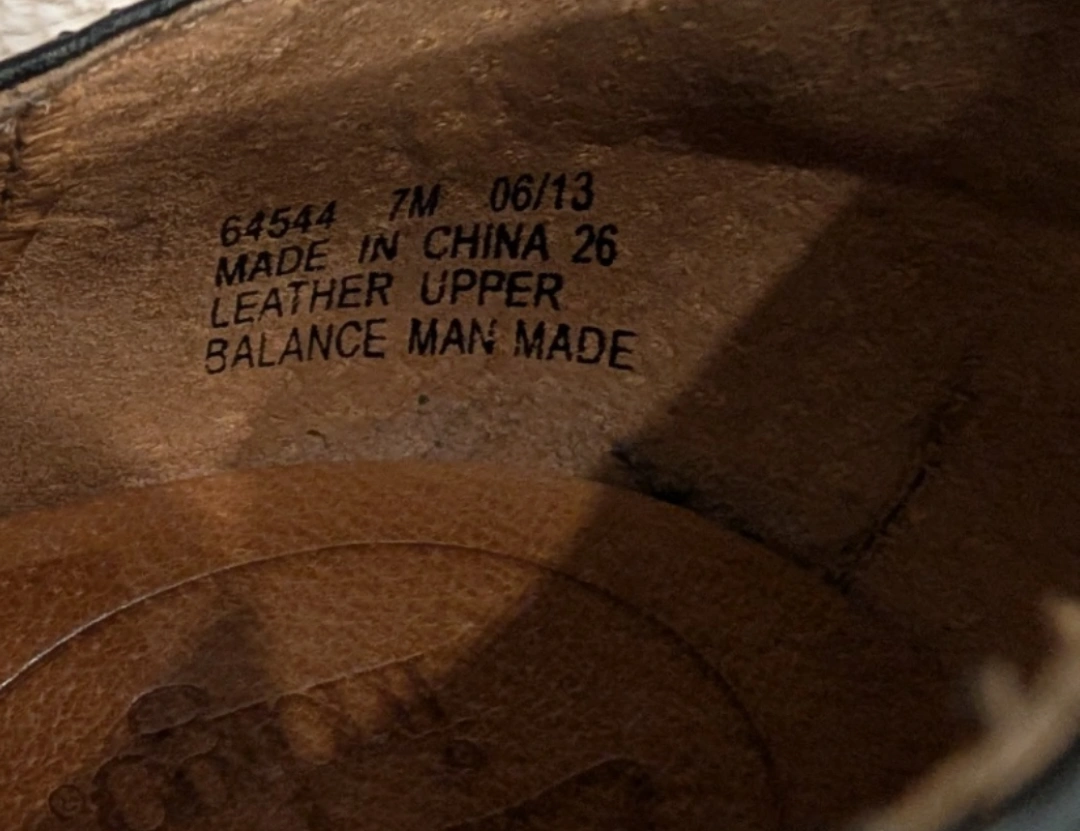 64544 7M 06/13
MADE IN CHINA 26
LEATHER UPPER
BALANCE MAN MADE